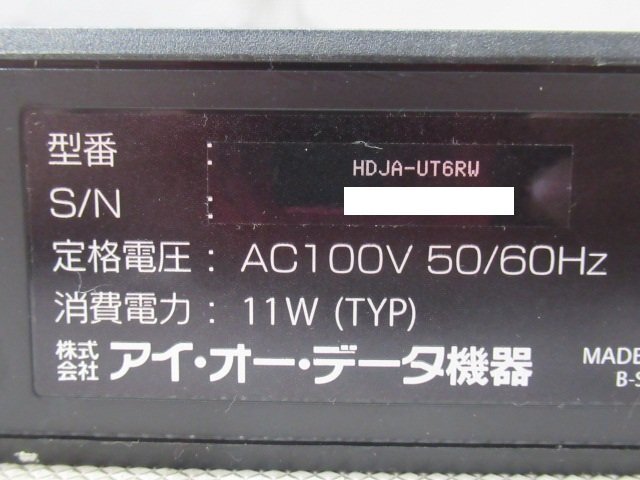 型番 : HDJA-UT6RW
S/N :
定格電圧 : AC100V 50/60Hz
消費電力 : 11W (TYP)
株式会社 アイ・オー・データ機器
MADE